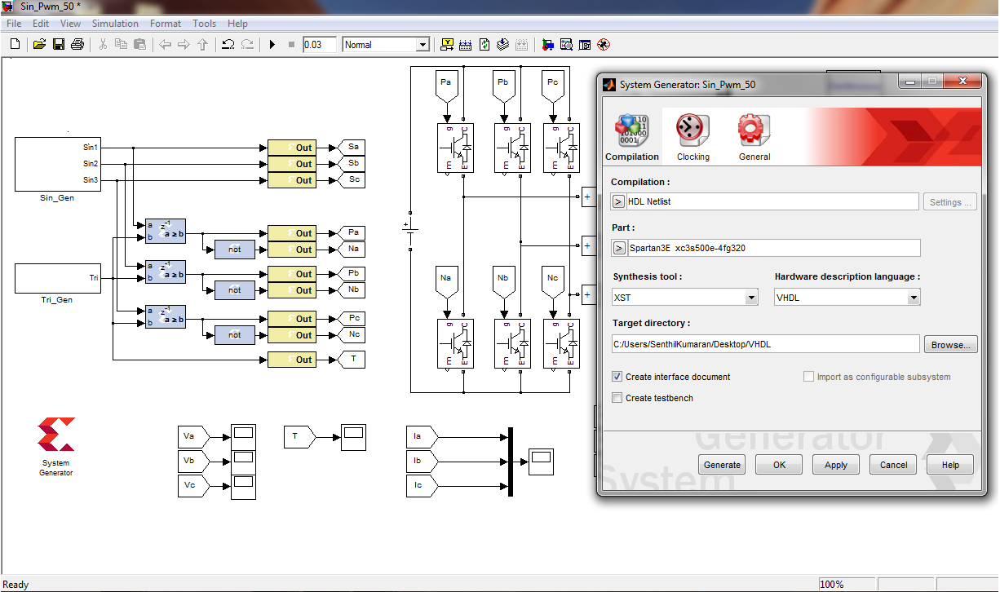 Sin_Pwm_50 *
File Edit View Simulation Format Tools Help
0.03 Normal
Sin1
Sin2
Sin3
Sin_Gen
Out Sa
Out Sb
Out Sc
a z⁻¹
b a ≥ b
not
Out Pa
Out Na
a z⁻¹
b a ≥ b
not
Out Pb
Out Nb
a z⁻¹
b a ≥ b
not
Out Pc
Out Nc
Out T
Tri
Tri_Gen
Pa Pb Pc
g C g C g C
m E m E m E
+
+
+
+
Na Nb Nc
g C g C g C
m E m E m E
System
Generator
Va
Vb
Vc
T
Ia
Ib
Ic
System Generator: Sin_Pwm_50
Compilation Clocking General
Compilation :
> HDL Netlist Settings ...
Part :
> Spartan3E xc3s500e-4fg320
Synthesis tool : Hardware description language :
XST VHDL
Target directory :
C:/Users/SenthilKumaran/Desktop/VHDL Browse...
Create interface document Import as configurable subsystem
Create testbench
Generator
System
Generate OK Apply Cancel Help
Ready 100%